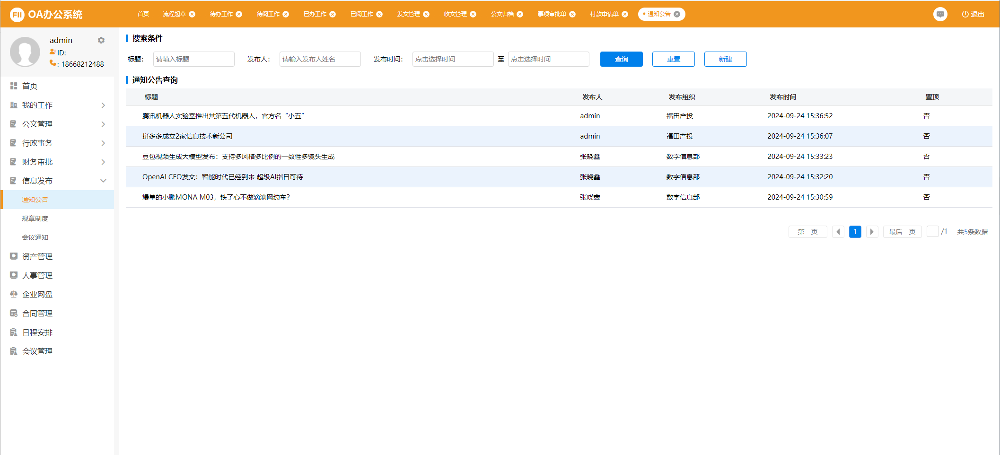 FII OA办公系统
首页 流程起草 待办工作 待阅工作 已办工作 已阅工作 发文管理 收文管理 公文归档 事项审批单 付款申请单 通知公告
退出
admin
ID:
: 18668212488
首页
我的工作
公文管理
行政事务
财务审批
信息发布
通知公告
规章制度
会议通知
资产管理
人事管理
企业网盘
合同管理
日程安排
会议管理
搜索条件
标题： 请填入标题 发布人： 请输入发布人姓名 发布时间： 点击选择时间 至 点击选择时间 查询 重置 新建
通知公告查询
标题 发布人 发布组织 发布时间 置顶
腾讯机器人实验室推出其第五代机器人，官方名“小五” admin 福田产投 2024-09-24 15:36:52 否
拼多多成立2家信息技术新公司 admin 福田产投 2024-09-24 15:36:07 否
豆包视频生成大模型发布：支持多风格多比例的一致性多镜头生成 张晓鑫 数字信息部 2024-09-24 15:33:23 否
OpenAI CEO发文：智能时代已经到来 超级AI指日可待 张晓鑫 数字信息部 2024-09-24 15:32:20 否
爆单的小鹏MONA M03，铁了心不做滴滴网约车？ 张晓鑫 数字信息部 2024-09-24 15:30:59 否
第一页 1 最后一页 /1 共5条数据